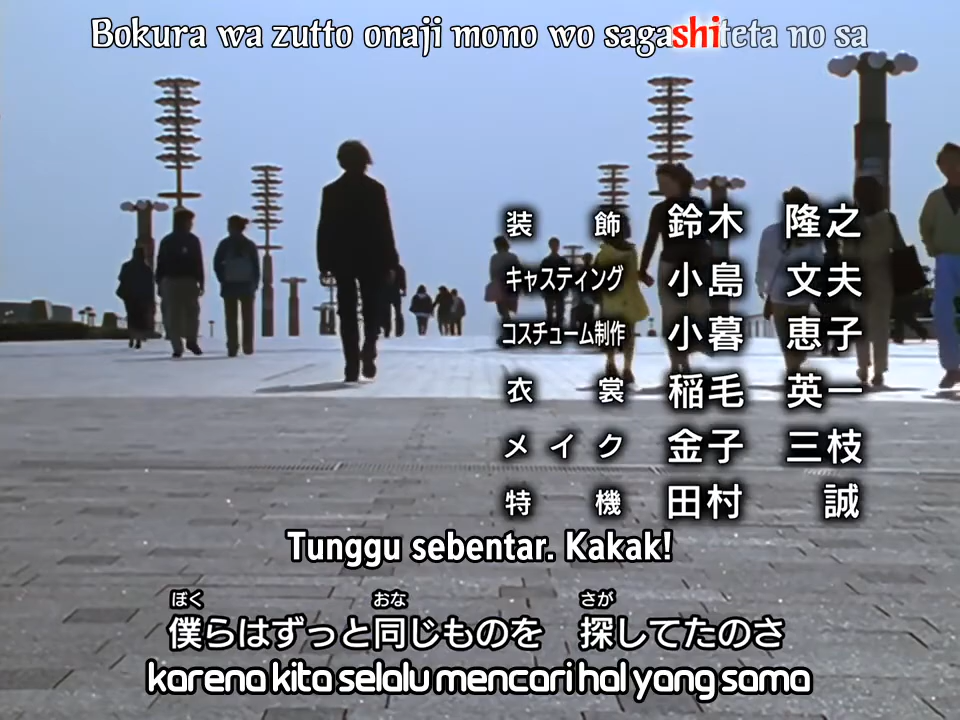 Bokura wa zutto onaji mono wo sagashiteta no sa
装飾 鈴木 隆之
キャスティング 小島 文夫
コスチューム制作 小暮 恵子
衣裳 稲毛 英一
メイク 金子 三枝
特機 田村 誠
Tunggu sebentar. Kakak!
ぼく おな さが
僕らはずっと同じものを 探してたのさ
karena kita selalu mencari hal yang sama